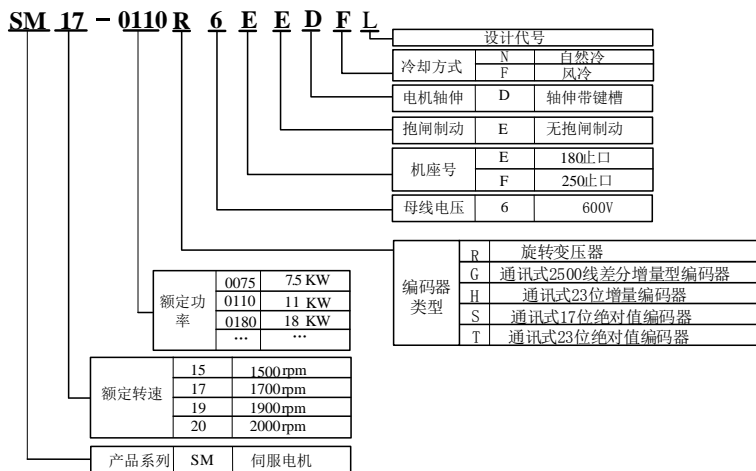 SM 17-0110 R 6 E E D F L
设计代号
冷却方式 N 自然冷
F 风冷
电机轴伸 D 轴伸带键槽
抱闸制动 E 无抱闸制动
机座号 E 180止口
F 250止口
母线电压 6 600V
编码器类型 R 旋转变压器
G 通讯式2500线差分增量型编码器
H 通讯式23位增量编码器
S 通讯式17位绝对值编码器
T 通讯式23位绝对值编码器
额定功率 0075 7.5 KW
0110 11 KW
0180 18 KW
... ...
额定转速 15 1500rpm
17 1700rpm
19 1900rpm
20 2000rpm
产品系列 SM 伺服电机